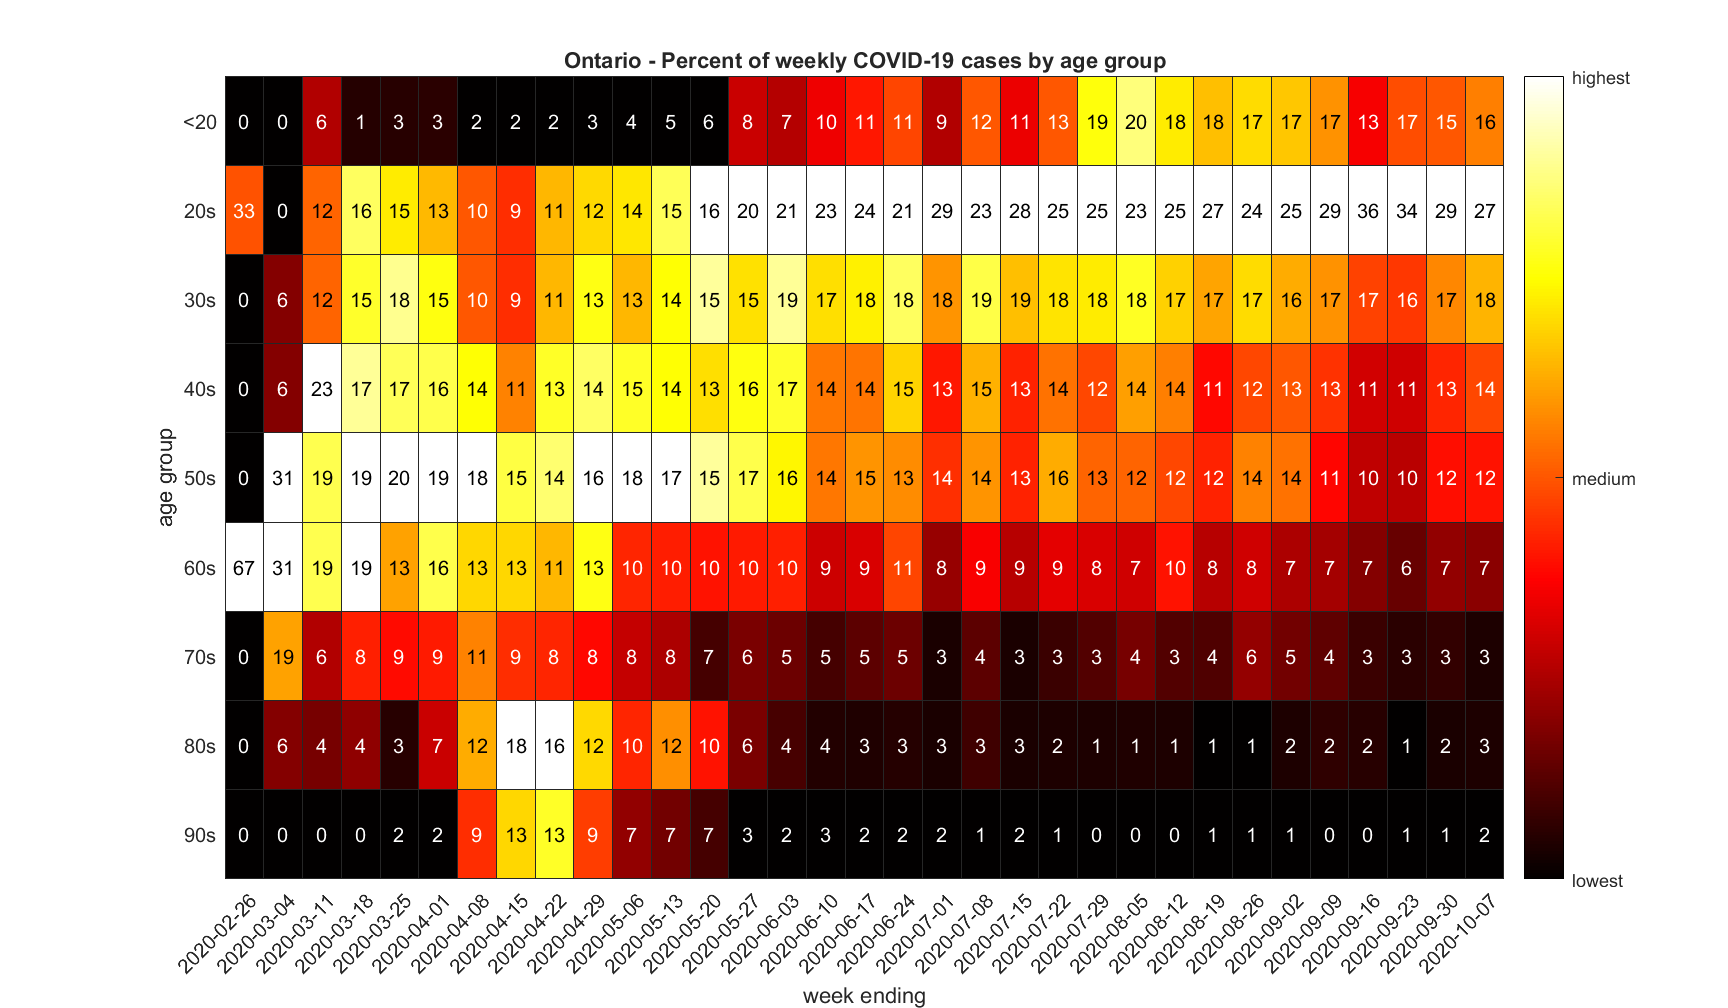 Ontario - Percent of weekly COVID-19 cases by age group
highest
<20 0 0 6 1 3 3 2 2 2 3 4 5 6 8 7 10 11 11 9 12 11 13 19 20 18 18 17 17 17 13 17 15 16
20s 33 0 12 16 15 13 10 9 11 12 14 15 16 20 21 23 24 21 29 23 28 25 25 23 25 27 24 25 29 36 34 29 27
30s 0 6 12 15 18 15 10 9 11 13 13 14 15 15 19 17 18 18 18 19 19 18 18 18 17 17 17 16 17 17 16 17 18
40s 0 6 23 17 17 16 14 11 13 14 15 14 13 16 17 14 14 15 13 15 13 14 12 14 14 11 12 13 13 11 11 13 14
50s 0 31 19 19 20 19 18 15 14 16 18 17 15 17 16 14 15 13 14 14 13 16 13 12 12 12 14 14 11 10 10 12 12
medium
60s 67 31 19 19 13 16 13 13 11 13 10 10 10 10 10 9 9 11 8 9 9 9 8 7 10 8 8 7 7 7 6 7 7
70s 0 19 6 8 9 9 11 9 8 8 8 8 7 6 5 5 5 5 3 4 3 3 3 4 3 4 6 5 4 3 3 3 3
80s 0 6 4 4 3 7 12 18 16 12 10 12 10 6 4 4 3 3 3 3 3 2 1 1 1 1 1 2 2 2 1 2 3
90s 0 0 0 0 2 2 9 13 13 9 7 7 7 3 2 3 2 2 2 1 2 1 0 0 0 1 1 1 0 0 1 1 2
lowest
age group
2020-02-26 2020-03-04 2020-03-11 2020-03-18 2020-03-25 2020-04-01 2020-04-08 2020-04-15 2020-04-22 2020-04-29 2020-05-06 2020-05-13 2020-05-20 2020-05-27 2020-06-03 2020-06-10 2020-06-17 2020-06-24 2020-07-01 2020-07-08 2020-07-15 2020-07-22 2020-07-29 2020-08-05 2020-08-12 2020-08-19 2020-08-26 2020-09-02 2020-09-09 2020-09-16 2020-09-23 2020-09-30 2020-10-07
week ending